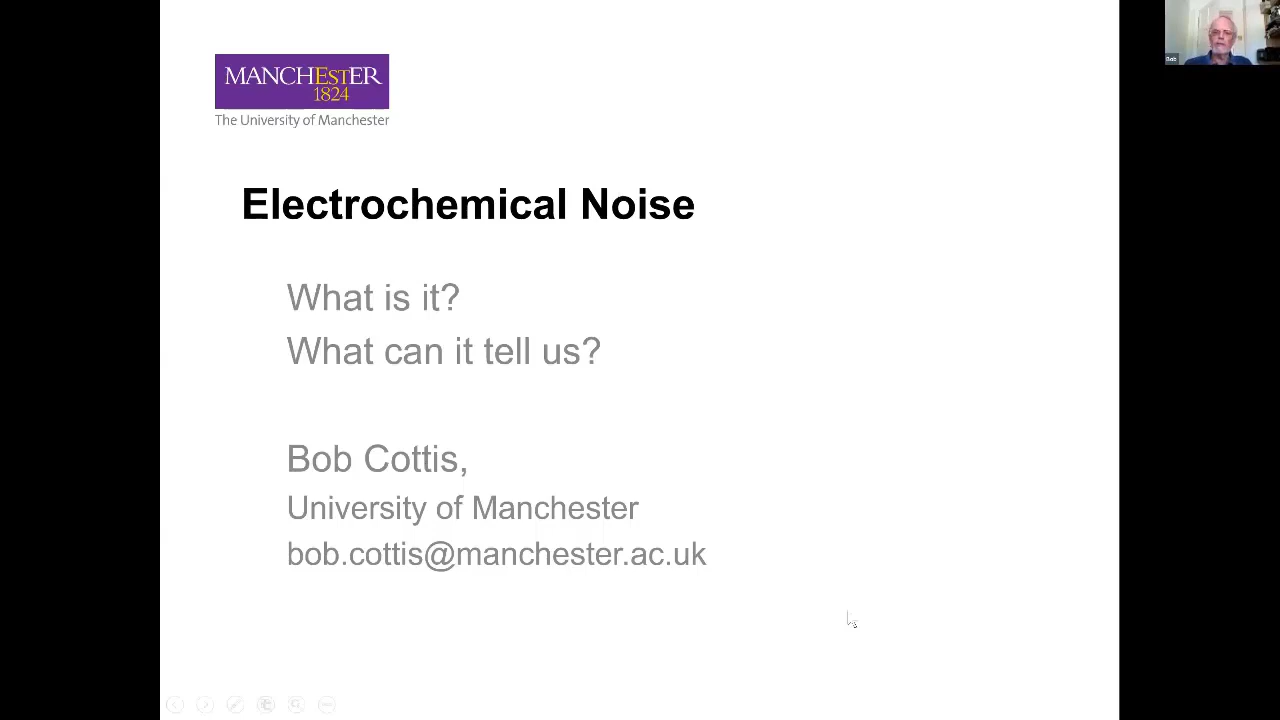 MANCHESTER
1824
The University of Manchester
Electrochemical Noise
What is it?
What can it tell us?
Bob Cottis,
University of Manchester
bob.cottis@manchester.ac.uk
Bob